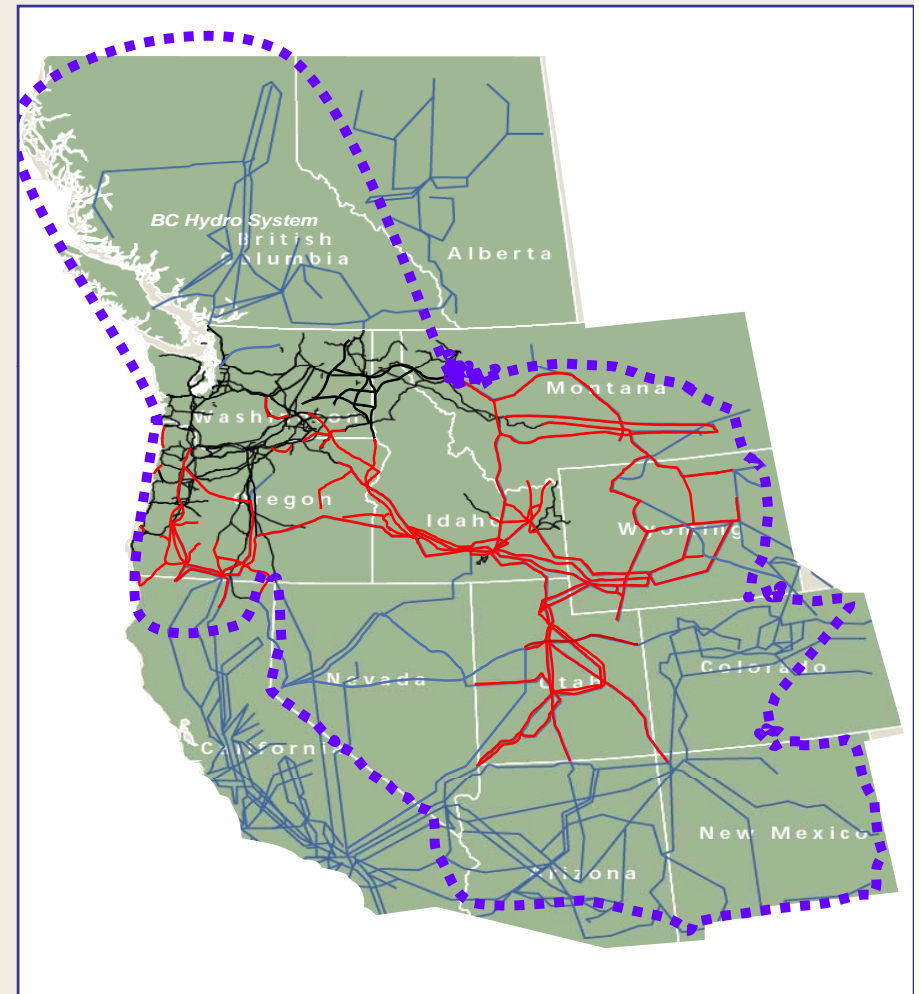 BC Hydro System
British
Columbia
Alberta
Montana
Washington
Oregon
Idaho
Wyoming
Nevada
Utah
Colorado
California
New Mexico
Arizona